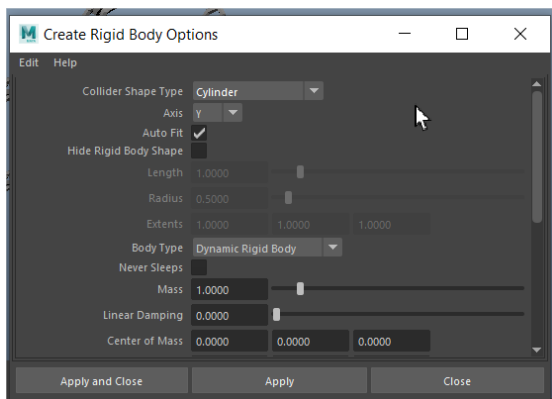 M Create Rigid Body Options
Edit Help
Collider Shape Type Cylinder
Axis Y
Auto Fit
Hide Rigid Body Shape
Length 1.0000
Radius 0.5000
Extents 1.0000 1.0000 1.0000
Body Type Dynamic Rigid Body
Never Sleeps
Mass 1.0000
Linear Damping 0.0000
Center of Mass 0.0000 0.0000 0.0000
Apply and Close Apply Close